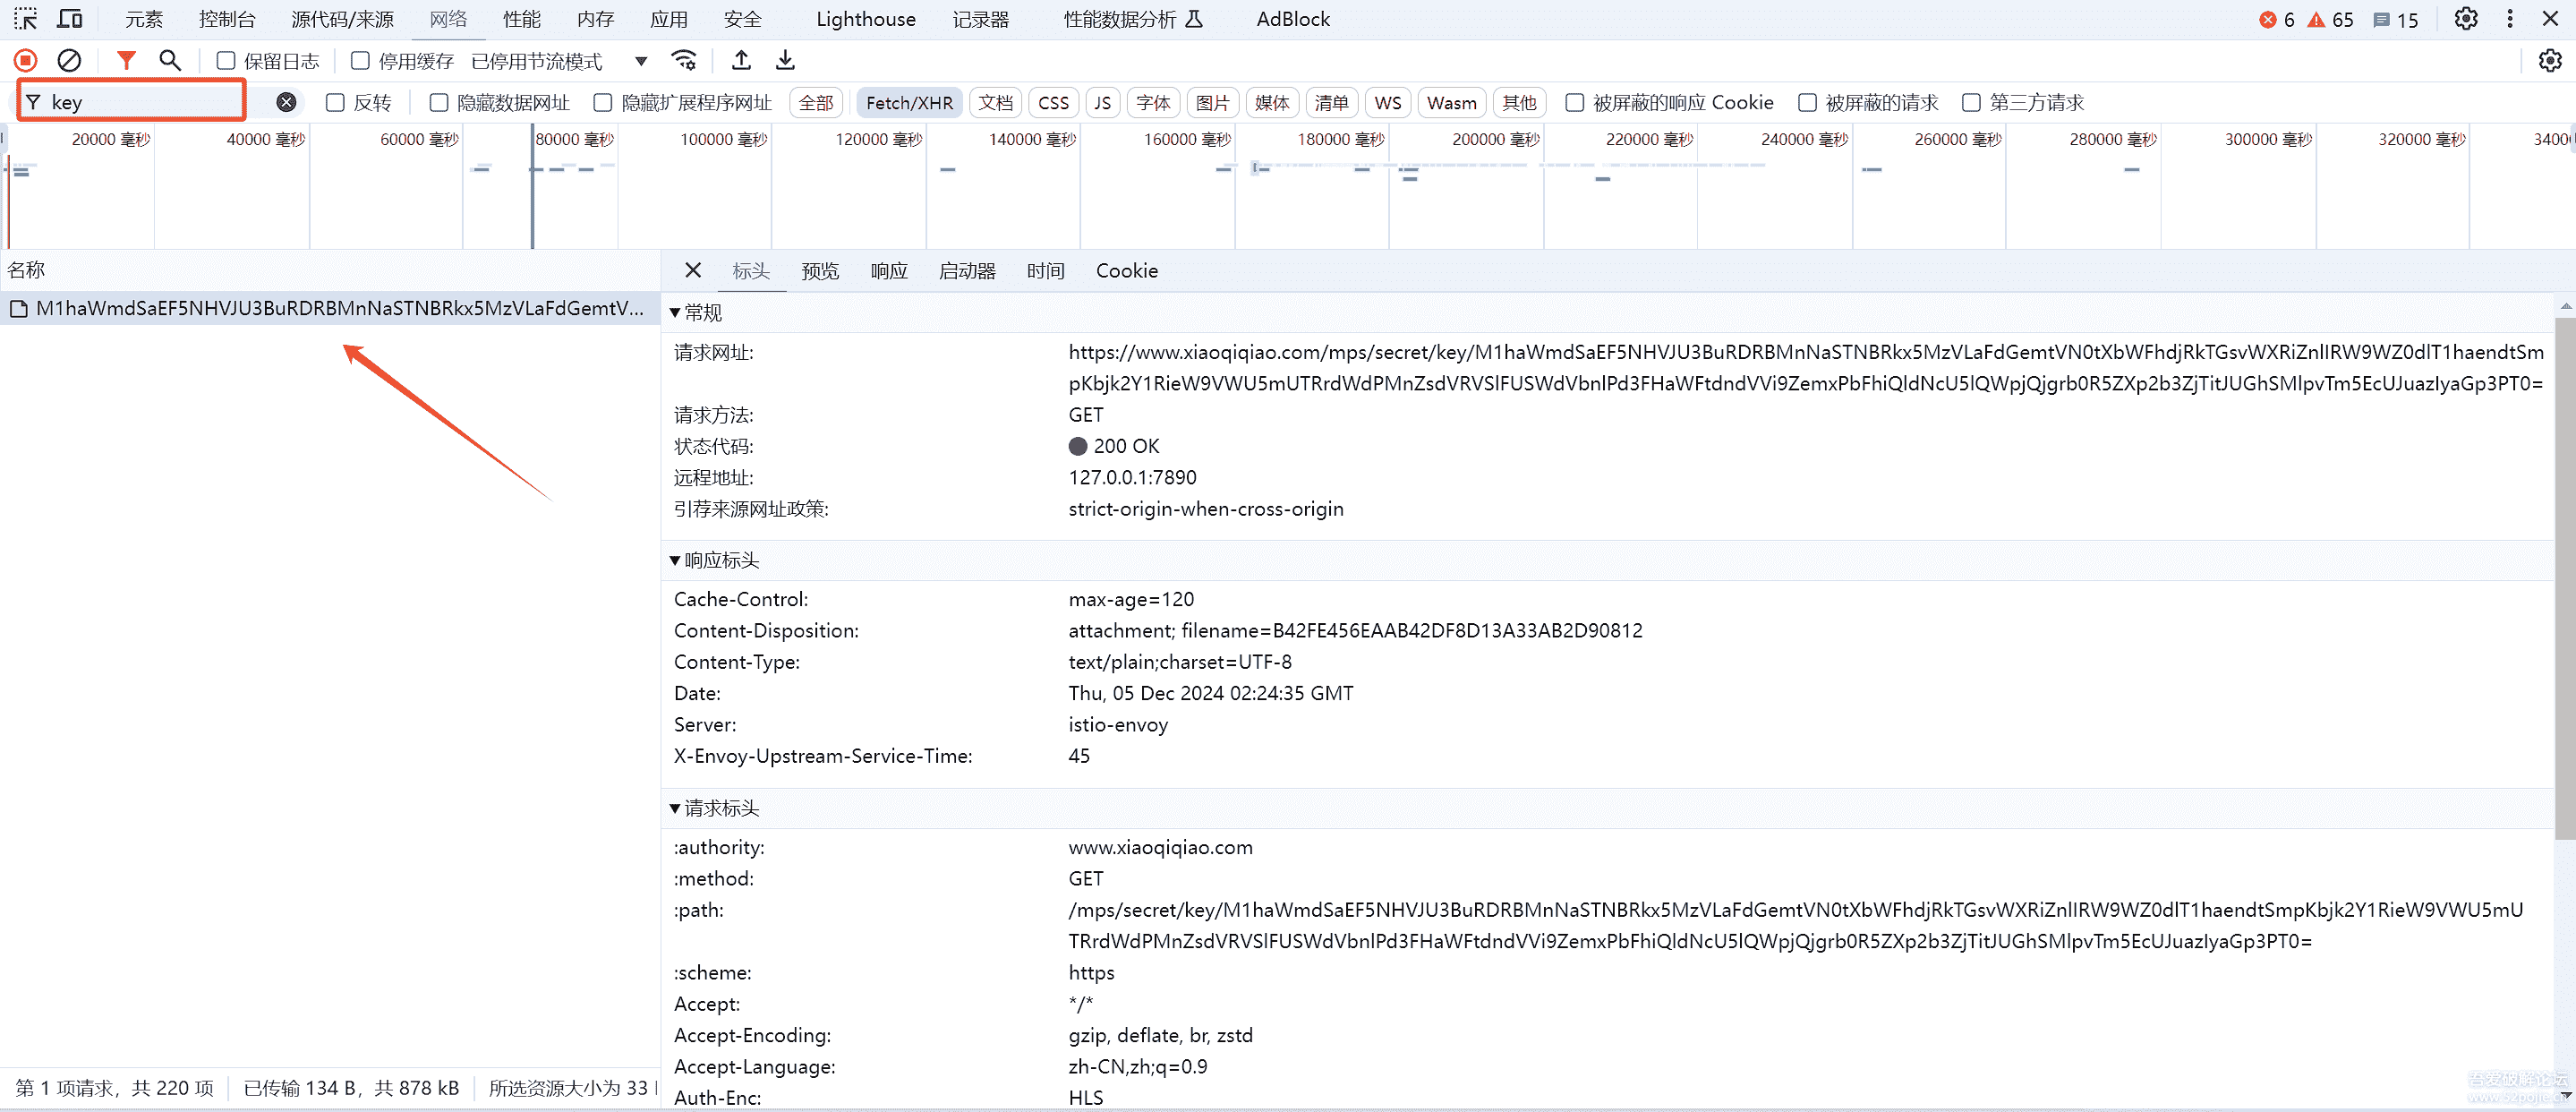 元素 控制台 源代码/来源 网络 性能 内存 应用 安全 Lighthouse 记录器 性能数据分析 AdBlock 6 65 15
保留日志 停用缓存 已停用节流模式
key 反转 隐藏数据网址 隐藏扩展程序网址 全部 Fetch/XHR 文档 CSS JS 字体 图片 媒体 清单 WS Wasm 其他 被屏蔽的响应 Cookie 被屏蔽的请求 第三方请求
20000 毫秒 40000 毫秒 60000 毫秒 80000 毫秒 100000 毫秒 120000 毫秒 140000 毫秒 160000 毫秒 180000 毫秒 200000 毫秒 220000 毫秒 240000 毫秒 260000 毫秒 280000 毫秒 300000 毫秒 320000 毫秒 34000
名称
M1haWmdSaEF5NHVJU3BuRDRBMnNaSTNBRkx5MzVLaFdGemtV...
标头 预览 响应 启动器 时间 Cookie
常规
请求网址: https://www.xiaoqiqiao.com/mps/secret/key/M1haWmdSaEF5NHVJU3BuRDRBMnNaSTNBRkx5MzVLaFdGemtVN0tXbWFhdjRkTGsvWXRiZnlIRW9WZ0dlT1haendtSm
pKbjk2Y1RieW9VWU5mUTRrdWdPMnZsdVRVSlFUSWdVbnlPd3FHaWFtdndVVi9ZemxPbFhiQldNcU5lQWpjQjgrb0R5ZXp2b3ZjTitJUGhSMlpvTm5EcUJuazIyaGp3PT0=
请求方法: GET
状态代码: 200 OK
远程地址: 127.0.0.1:7890
引荐来源网址政策: strict-origin-when-cross-origin
响应标头
Cache-Control: max-age=120
Content-Disposition: attachment; filename=B42FE456EAAB42DF8D13A33AB2D90812
Content-Type: text/plain;charset=UTF-8
Date: Thu, 05 Dec 2024 02:24:35 GMT
Server: istio-envoy
X-Envoy-Upstream-Service-Time: 45
请求标头
:authority: www.xiaoqiqiao.com
:method: GET
:path: /mps/secret/key/M1haWmdSaEF5NHVJU3BuRDRBMnNaSTNBRkx5MzVLaFdGemtVN0tXbWFhdjRkTGsvWXRiZnlIRW9WZ0dlT1haendtSmpKbjk2Y1RieW9VWU5mU
TRrdWdPMnZsdVRVSlFUSWdVbnlPd3FHaWFtdndVVi9ZemxPbFhiQldNcU5lQWpjQjgrb0R5ZXp2b3ZjTitJUGhSMlpvTm5EcUJuazIyaGp3PT0=
:scheme: https
Accept: */*
Accept-Encoding: gzip, deflate, br, zstd
Accept-Language: zh-CN,zh;q=0.9
Auth-Enc: HLS
第 1 项请求，共 220 项 已传输 134 B，共 878 kB 所选资源大小为 33
吾爱破解论坛
www.52pojie.cn